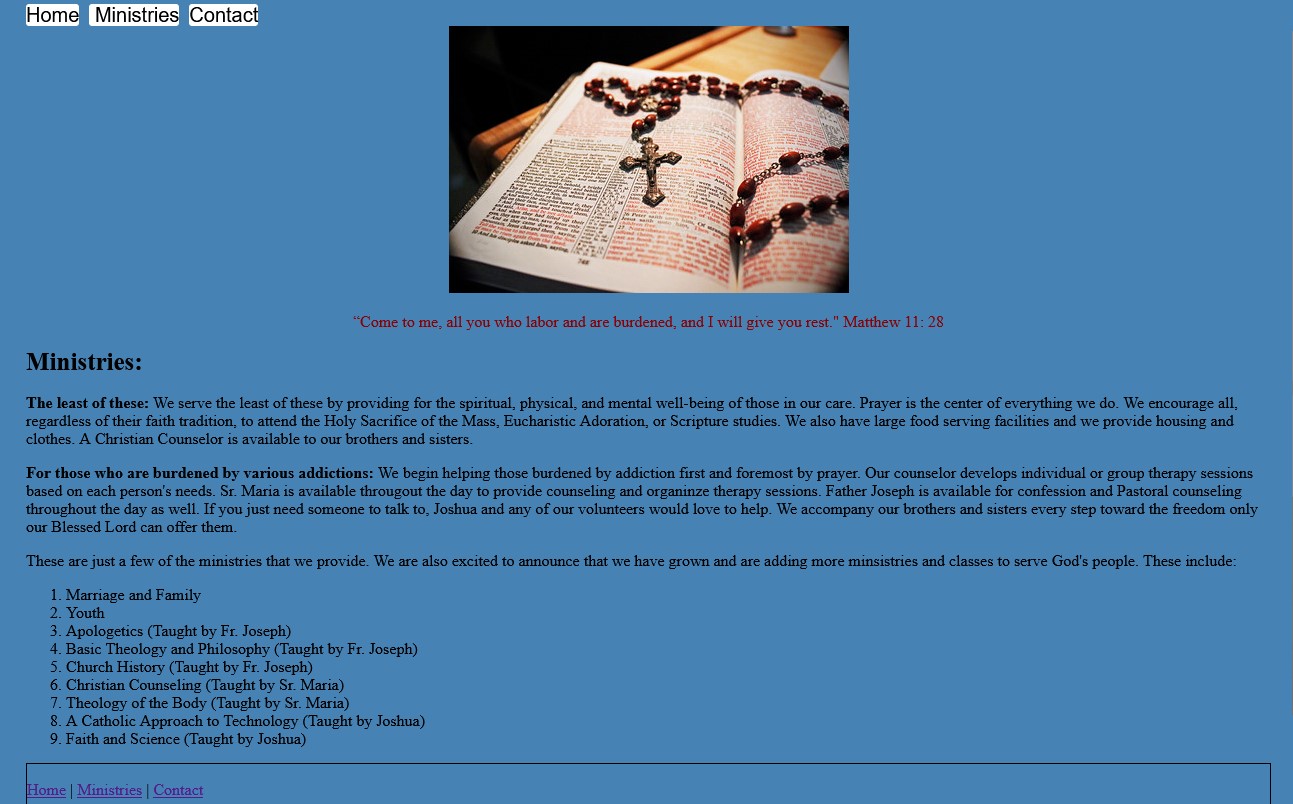 Home Ministries Contact
“Come to me, all you who labor and are burdened, and I will give you rest." Matthew 11: 28
Ministries:
The least of these: We serve the least of these by providing for the spiritual, physical, and mental well-being of those in our care. Prayer is the center of everything we do. We encourage all,
regardless of their faith tradition, to attend the Holy Sacrifice of the Mass, Eucharistic Adoration, or Scripture studies. We also have large food serving facilities and we provide housing and
clothes. A Christian Counselor is available to our brothers and sisters.
For those who are burdened by various addictions: We begin helping those burdened by addiction first and foremost by prayer. Our counselor develops individual or group therapy sessions
based on each person's needs. Sr. Maria is available througout the day to provide counseling and organinze therapy sessions. Father Joseph is available for confession and Pastoral counseling
throughout the day as well. If you just need someone to talk to, Joshua and any of our volunteers would love to help. We accompany our brothers and sisters every step toward the freedom only
our Blessed Lord can offer them.
These are just a few of the ministries that we provide. We are also excited to announce that we have grown and are adding more minsistries and classes to serve God's people. These include:
1. Marriage and Family
2. Youth
3. Apologetics (Taught by Fr. Joseph)
4. Basic Theology and Philosophy (Taught by Fr. Joseph)
5. Church History (Taught by Fr. Joseph)
6. Christian Counseling (Taught by Sr. Maria)
7. Theology of the Body (Taught by Sr. Maria)
8. A Catholic Approach to Technology (Taught by Joshua)
9. Faith and Science (Taught by Joshua)
Home | Ministries | Contact